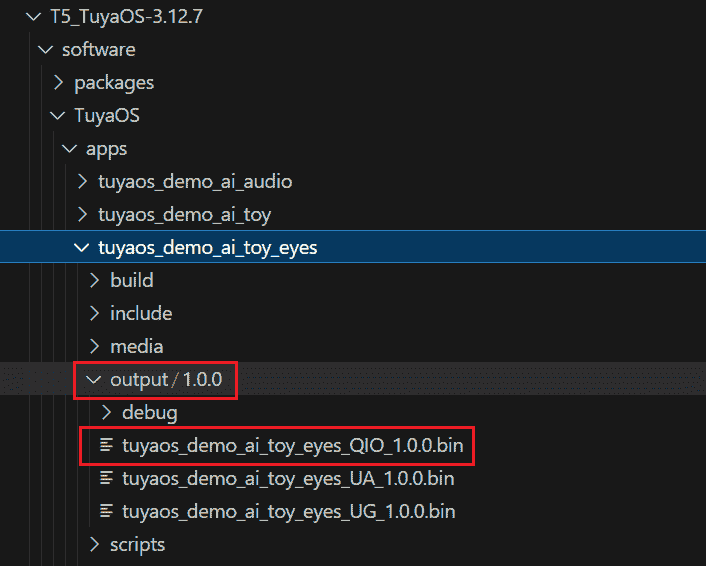 T5_TuyaOS-3.12.7
software
packages
TuyaOS
apps
tuyaos_demo_ai_audio
tuyaos_demo_ai_toy
tuyaos_demo_ai_toy_eyes
build
include
media
output/1.0.0
debug
tuyaos_demo_ai_toy_eyes_QIO_1.0.0.bin
tuyaos_demo_ai_toy_eyes_UA_1.0.0.bin
tuyaos_demo_ai_toy_eyes_UG_1.0.0.bin
scripts